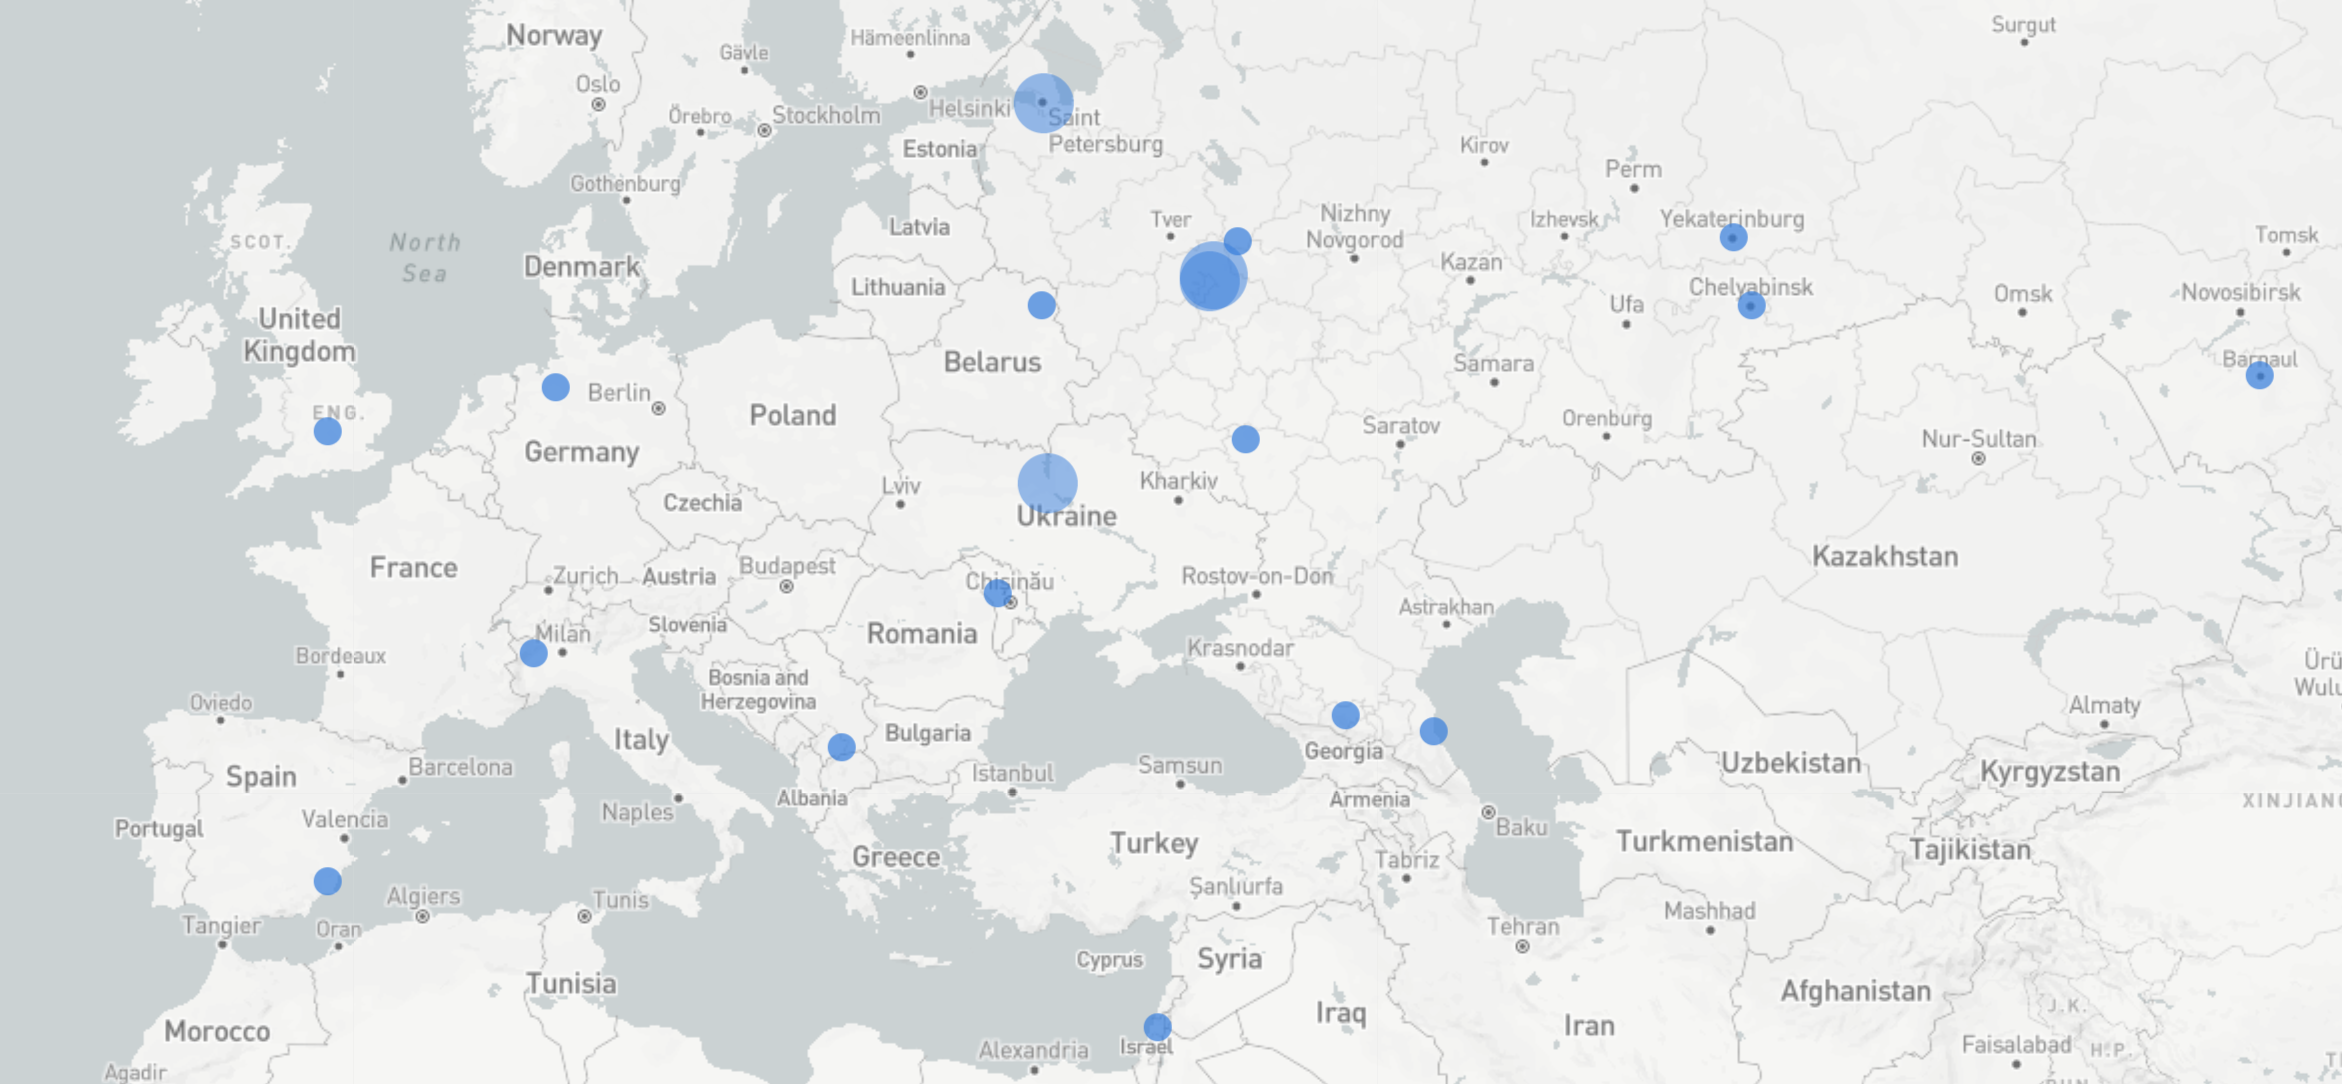 Surgut
Norway
Hämeenlinna
Gävle
Oslo
Helsinki
Örebro
Stockholm
Saint
Petersburg
Estonia
Kirov
Perm
Gothenburg
Latvia
Tver
Nizhny
Novgorod
Izhevsk
Yekaterinburg
Tomsk
SCOT.
North
Sea
Denmark
Kazan
Lithuania
Chelyabinsk
Omsk
Novosibirsk
Ufa
United
Kingdom
Belarus
Samara
Barnaul
Berlin
ENG.
Poland
Saratov
Orenburg
Nur-Sultan
Germany
Lviv
Kharkiv
Czechia
Ukraine
France
Zurich
Austria
Budapest
Chișinău
Rostov-on-Don
Kazakhstan
Astrakhan
Milan
Slovenia
Romania
Bordeaux
Krasnodar
Ürü
Wulu
Bosnia and
Herzegovina
Oviedo
Almaty
Italy
Bulgaria
Georgia
Spain
Barcelona
Istanbul
Samsun
Uzbekistan
Kyrgyzstan
Albania
Armenia
XINJIANG
Naples
Valencia
Portugal
Baku
Turkey
Turkmenistan
Tajikistan
Greece
Tabriz
Şanlıurfa
Algiers
Tunis
Mashhad
Tangier
Oran
Tehran
Cyprus
Syria
Tunisia
Afghanistan
J.K.
Iraq
Iran
Morocco
Israel
Alexandria
Faisalabad
H.P.
Agadir